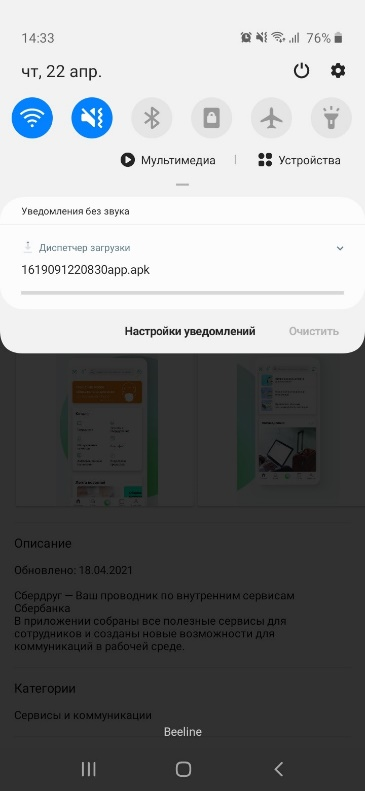 14:33 76%
чт, 22 апр.
Мультимедиа | Устройства
Уведомления без звука
Диспетчер загрузки
1619091220830app.apk
Настройки уведомлений Очистить
Описание
Обновлено: 18.04.2021
Сбердруг — Ваш проводник по внутренним сервисам
Сбербанка
В приложении собраны все полезные сервисы для
сотрудников и созданы новые возможности для
коммуникаций в рабочей среде.
Категории
Сервисы и коммуникации
Beeline